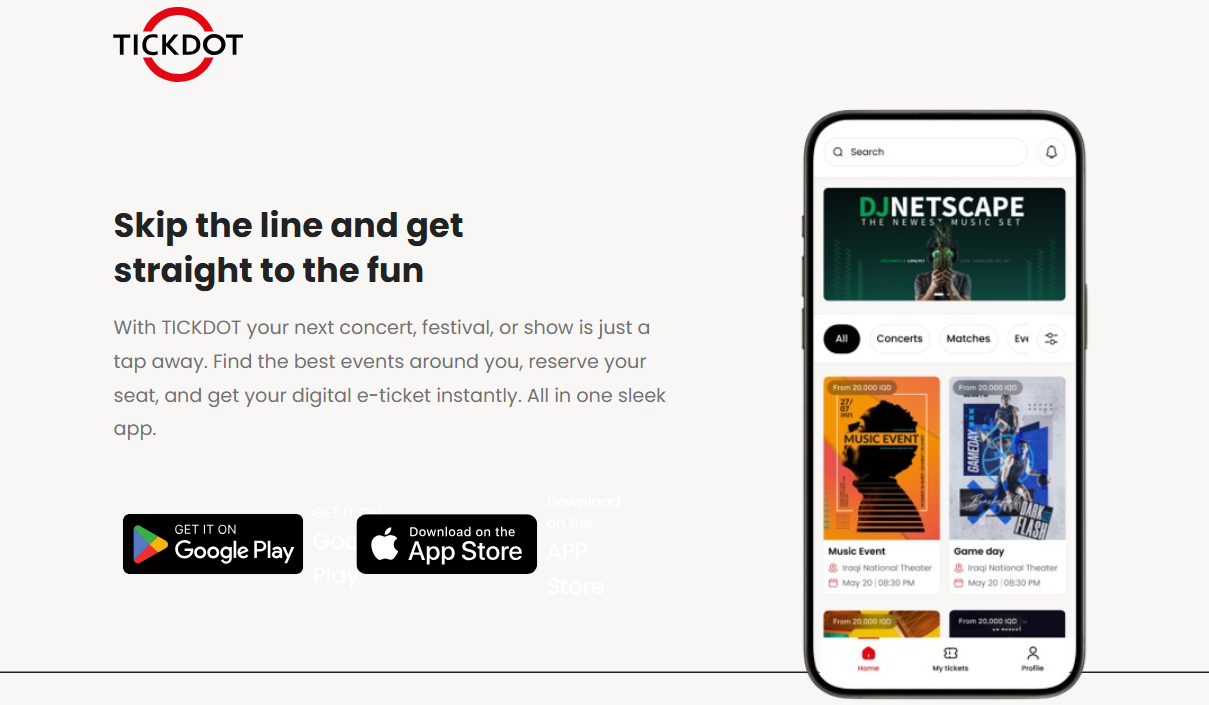 TICKDOT
Skip the line and get
straight to the fun
With TICKDOT your next concert, festival, or show is just a
tap away. Find the best events around you, reserve your
seat, and get your digital e-ticket instantly. All in one sleek
app.
GET IT ON
Google Play
GET IT ON
Goo
Play
Download on the
App Store
Download
on the
APP
Store
Search
DJNETSCAPE
THE NEWEST MUSIC SET
All
Concerts
Matches
Eve
From 20,000 IQD
27/
07
2025
MUSIC EVENT
Music Event
Iraqi National Theater
May 20 | 08:30 PM
From 20,000 IQD
GAMEDAY
Basketball
DARK
FLASH
Game day
Iraqi National Theater
May 20 | 08:30 PM
From 20,000 IQD
From 20,000 IQD
Home
My tickets
Profile